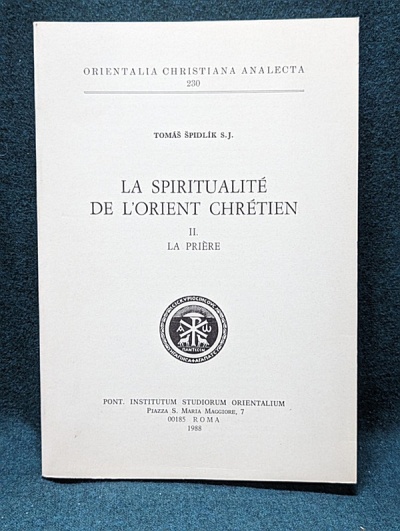 ORIENTALIA CHRISTIANA ANALECTA
230
TOMÁŠ ŠPIDLÍK S.J.
LA SPIRITUALITÉ
DE L'ORIENT CHRÉTIEN
II.
LA PRIÈRE
Α Ω
PONT. INSTITUTUM STUDIORUM ORIENTALIUM
PIAZZA S. MARIA MAGGIORE, 7
00185 ROMA
1988